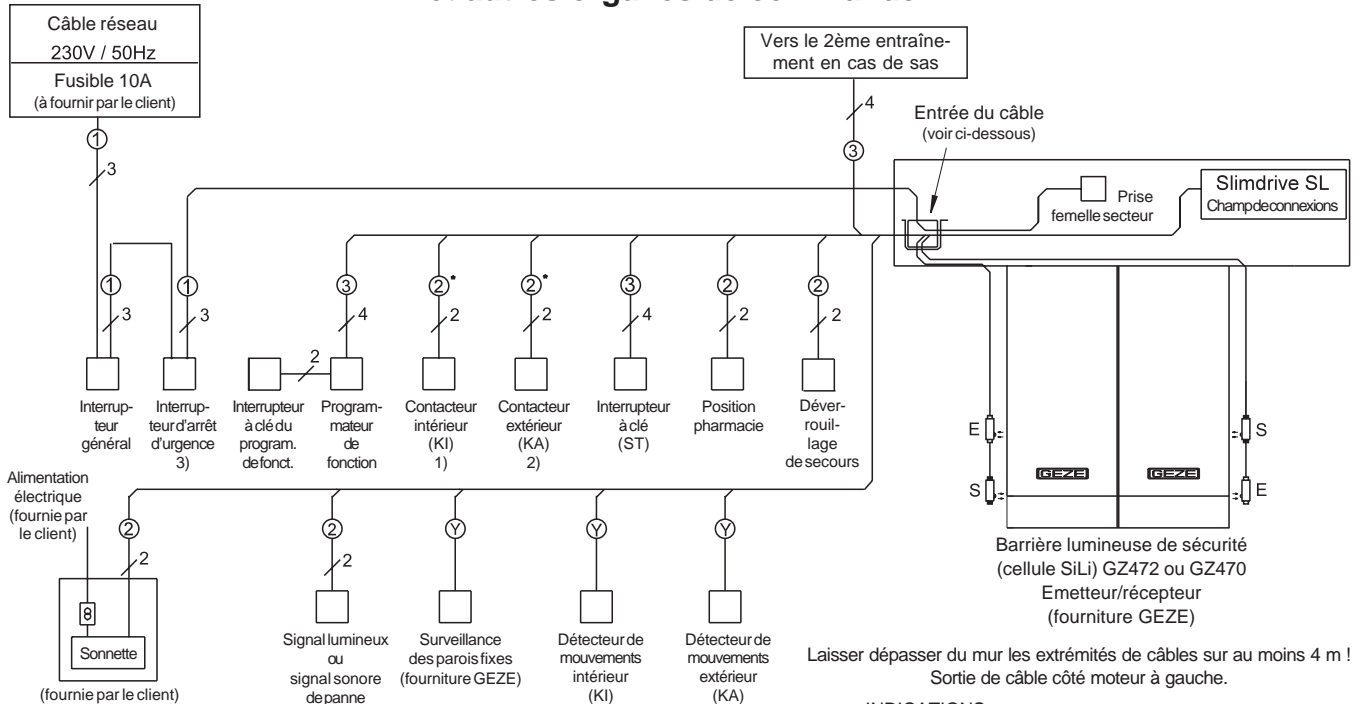 Câble réseau
230V / 50Hz
Fusible 10A
(à fournir par le client)
Vers le 2ème entraîne-
ment en cas de sas
Entrée du câble
(voir ci-dessous)
Slimdrive SL
Champ de connexions
Prise
femelle secteur
1
3
4
3
1
3
1
3
3
4
2*
2
2*
2
3
4
2
2
2
2
2
Interrup-
teur
général
Interrup-
teur d'arrêt
d'urgence
3)
Interrupteur
à clé du
program.
de fonct.
Program-
mateur
de
fonction
Contacteur
intérieur
(KI)
1)
Contacteur
extérieur
(KA)
2)
Interrupteur
à clé
(ST)
Position
pharmacie
Déver-
rouil-
lage
de secours
E
S
S
E
GEZE
GEZE
Alimentation
électrique
(fournie par
le client)
2
2
2
2
Y
Y
Y
Sonnette
(fournie par le client)
Signal lumineux
ou
signal sonore
de panne
Surveillance
des parois fixes
(fourniture GEZE)
Détecteur de
mouvements
intérieur
(KI)
Détecteur de
mouvements
extérieur
(KA)
Barrière lumineuse de sécurité
(cellule SiLi) GZ472 ou GZ470
Emetteur/récepteur
(fourniture GEZE)
Laisser dépasser du mur les extrémités de câbles sur au moins 4 m !
Sortie de câble côté moteur à gauche.